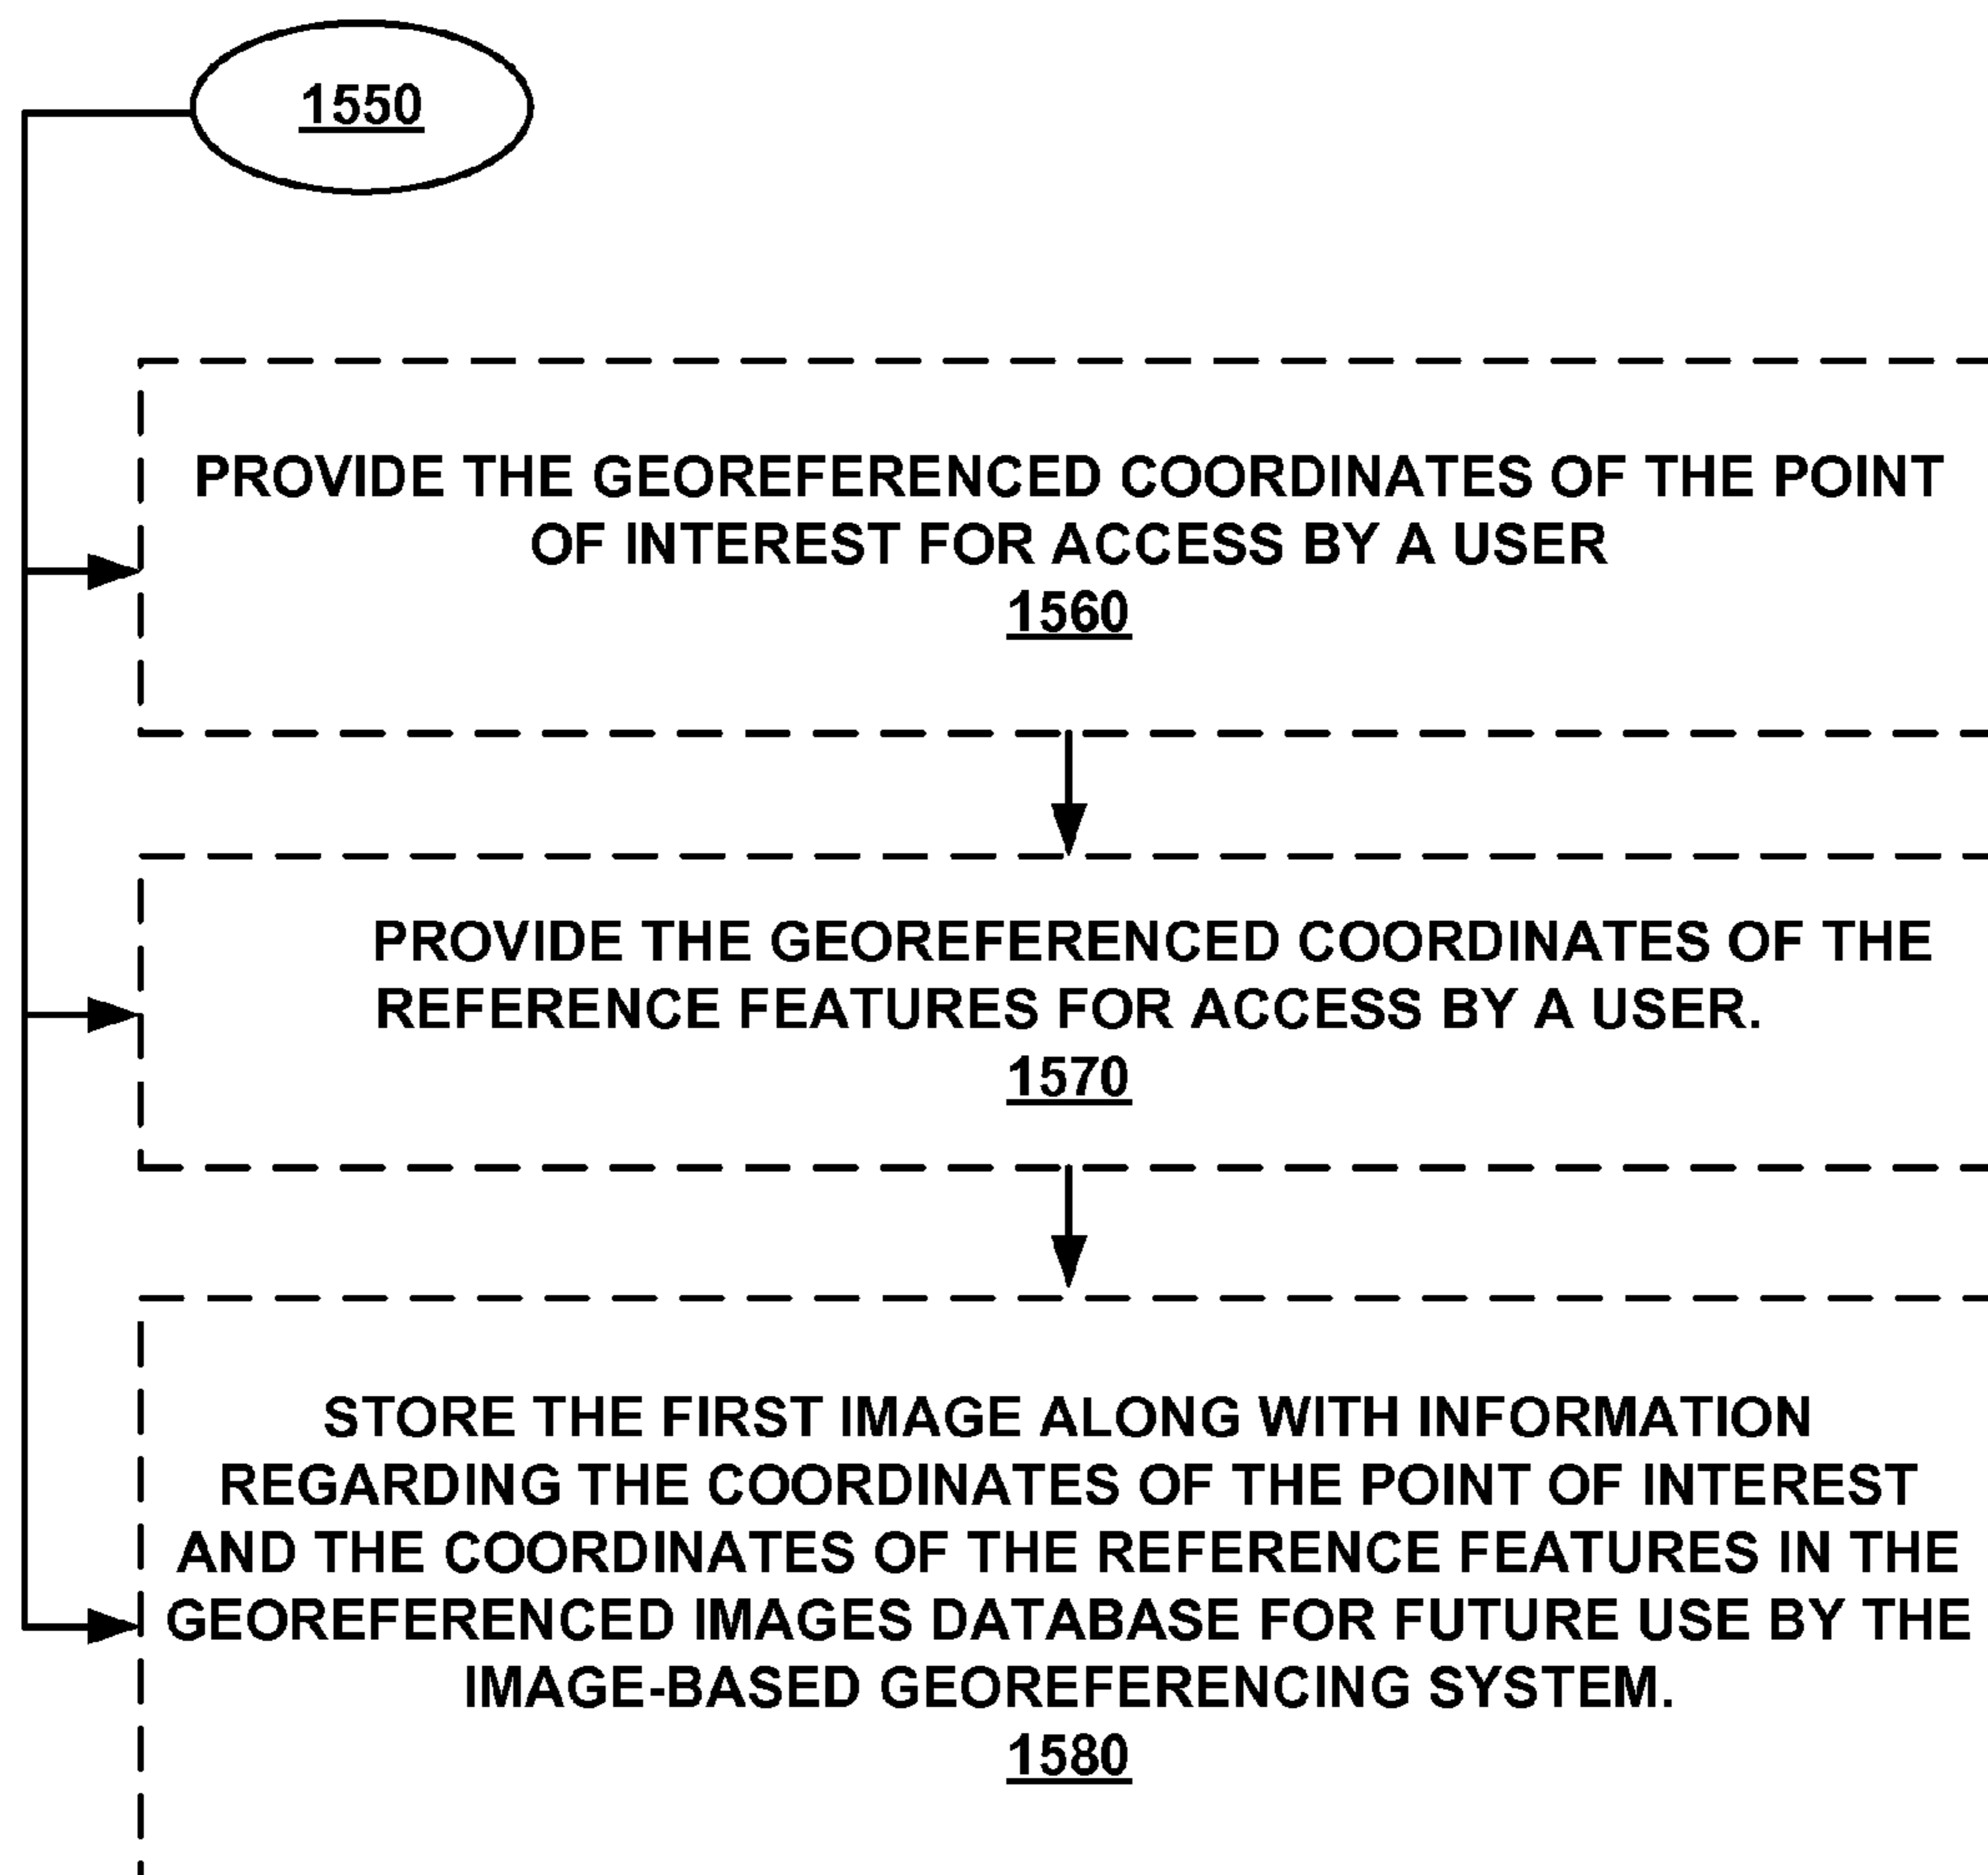 1550
PROVIDE THE GEOREFERENCED COORDINATES OF THE POINT
OF INTEREST FOR ACCESS BY A USER
1560
PROVIDE THE GEOREFERENCED COORDINATES OF THE
REFERENCE FEATURES FOR ACCESS BY A USER.
1570
STORE THE FIRST IMAGE ALONG WITH INFORMATION
REGARDING THE COORDINATES OF THE POINT OF INTEREST
AND THE COORDINATES OF THE REFERENCE FEATURES IN THE
GEOREFERENCED IMAGES DATABASE FOR FUTURE USE BY THE
IMAGE-BASED GEOREFERENCING SYSTEM.
1580